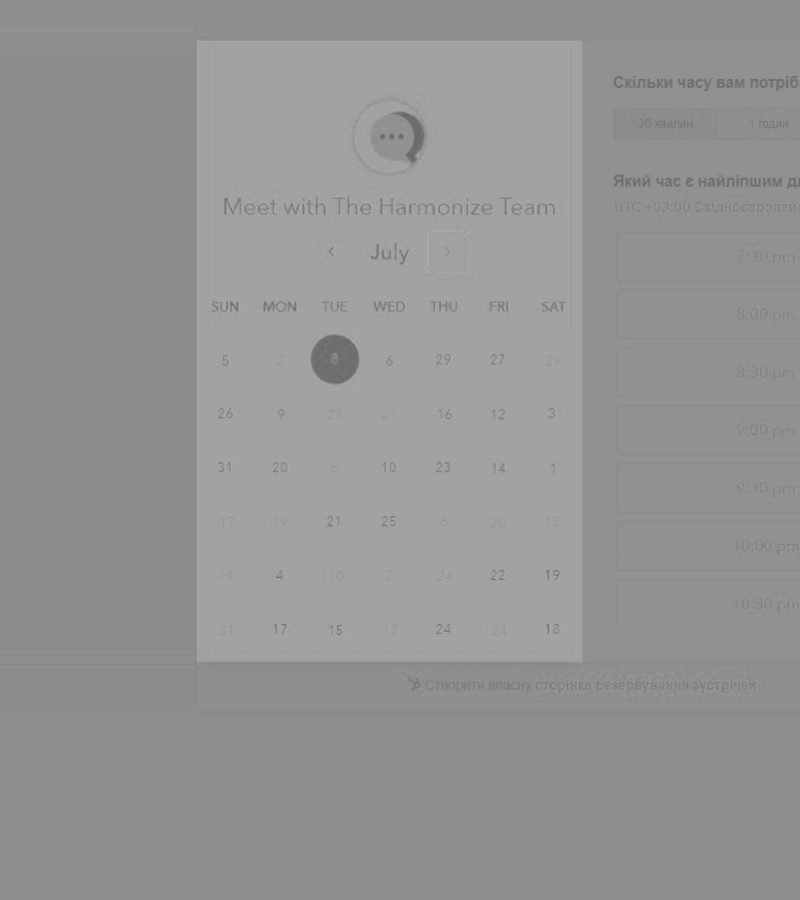 Meet with The Harmonize Team
July
SUN MON TUE WED THU FRI SAT
5 2 8 6 29 27 29
26 9 27 21 16 12 3
31 20 6 10 23 14 1
17 19 21 25 8 20 12
14 4 10 2 24 22 19
31 17 15 17 24 24 18
Скільки часу вам потріб
30 хвилин 1 годин
Який час є найліпшим д
UTC +03:00 Східноєвропейс
7:30 pm
8:00 pm
8:30 pm
9:00 pm
9:30 pm
10:00 pm
10:30 pm
Створити власну сторінка резервування зустрічей